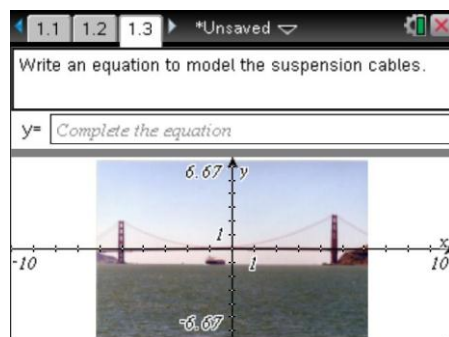 1.1 1.2 1.3 *Unsaved
Write an equation to model the suspension cables.
y= Complete the equation
6.67 y
1
x
-10 1 10
-6.67